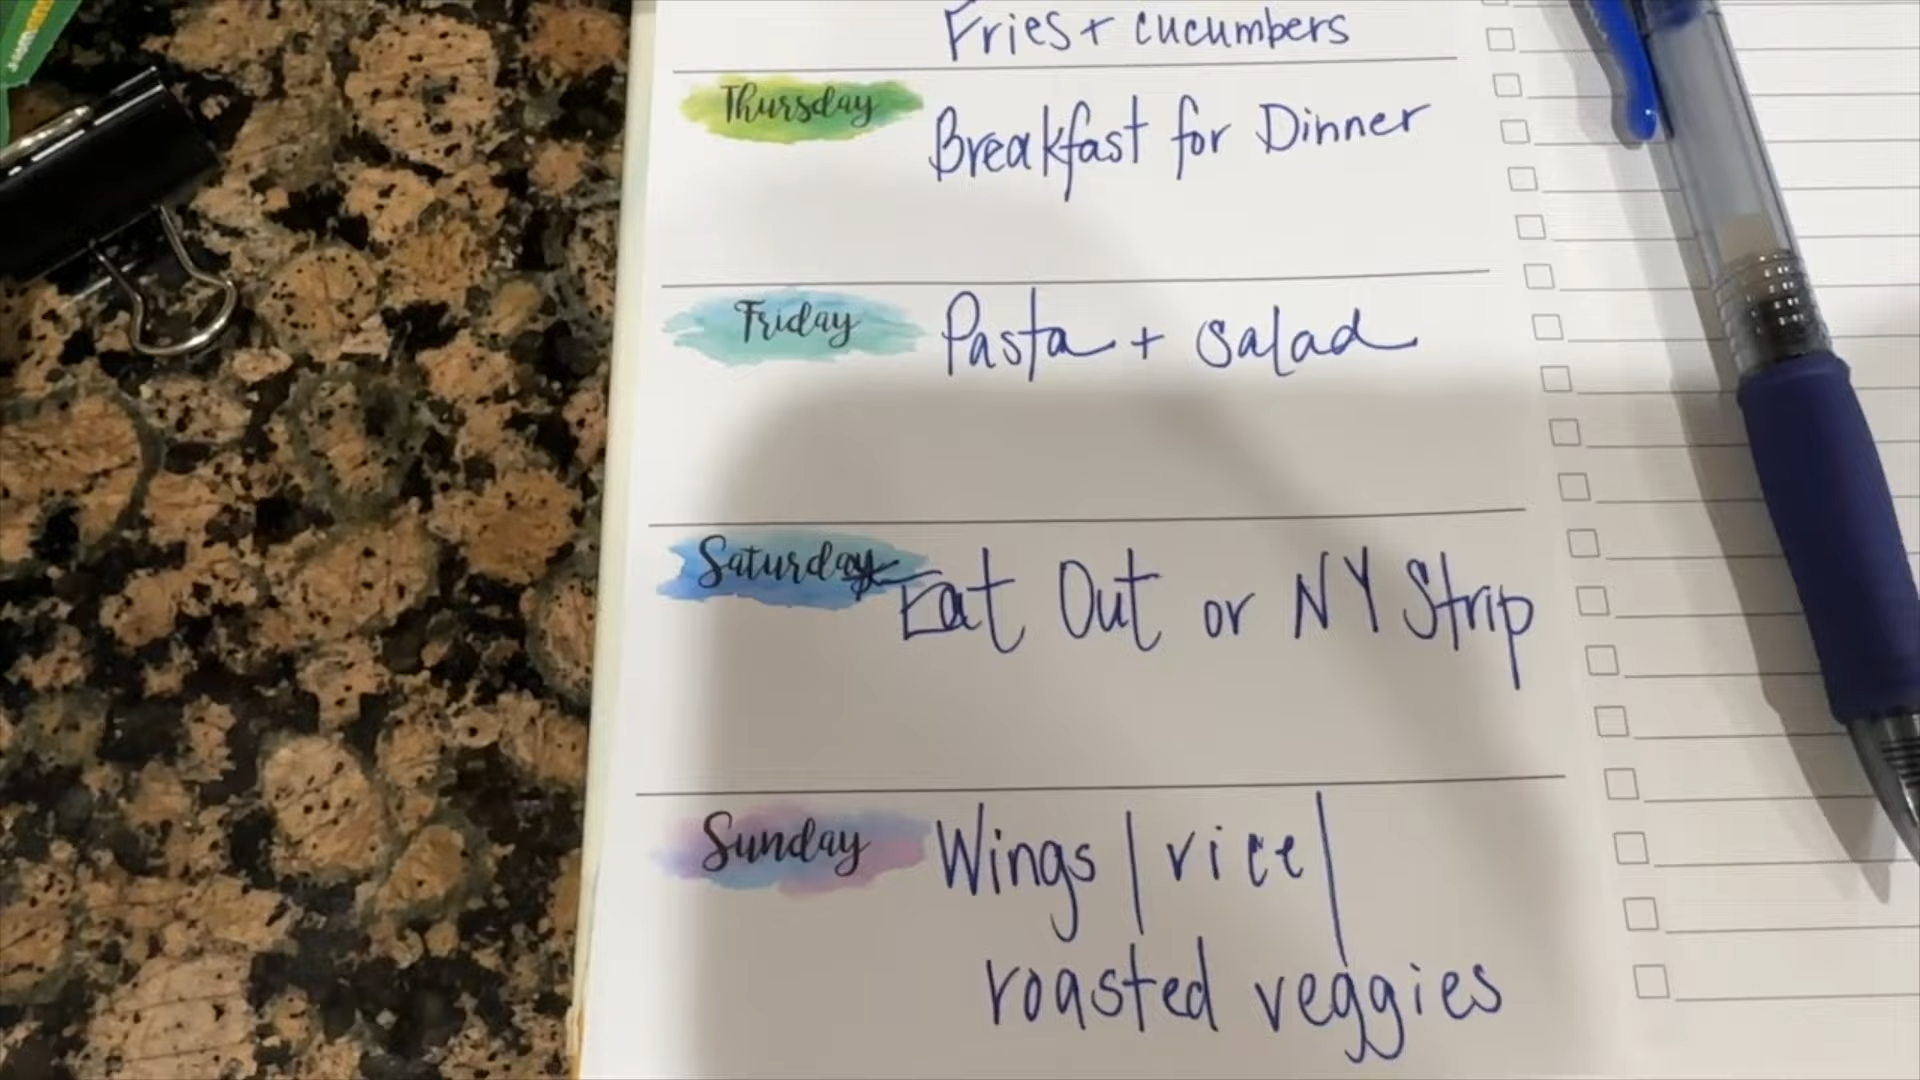 Fries + cucumbers
Thursday
Breakfast for Dinner
Friday
Pasta + Salad
Saturday
Eat Out or NY Strip
Sunday
Wings / rice /
roasted veggies